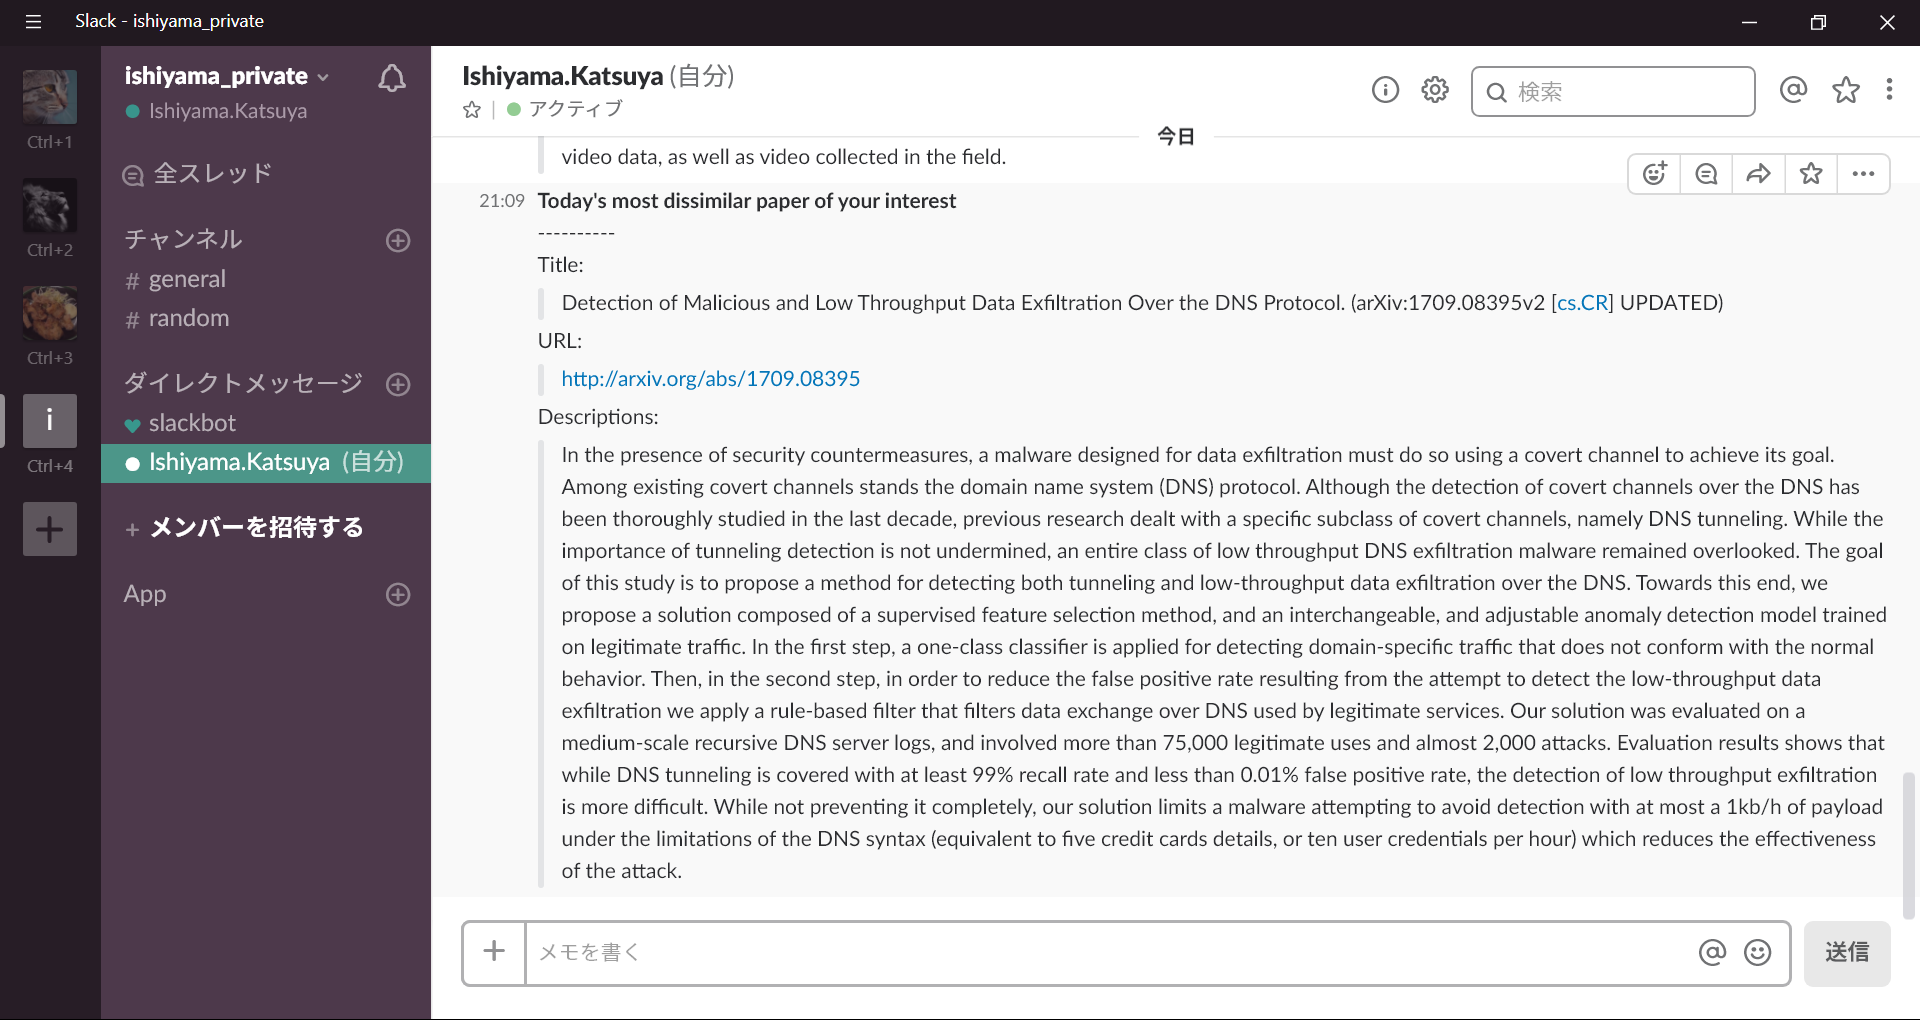 Slack - ishiyama_private
Ctrl+1
Ctrl+2
Ctrl+3
i
Ctrl+4
ishiyama_private
Ishiyama.Katsuya
全スレッド
チャンネル
# general
# random
ダイレクトメッセージ
slackbot
Ishiyama.Katsuya (自分)
+ メンバーを招待する
App
Ishiyama.Katsuya (自分)
アクティブ
検索
今日
video data, as well as video collected in the field.
21:09 Today's most dissimilar paper of your interest
----------
Title:
Detection of Malicious and Low Throughput Data Exfiltration Over the DNS Protocol. (arXiv:1709.08395v2 [cs.CR] UPDATED)
URL:
http://arxiv.org/abs/1709.08395
Descriptions:
In the presence of security countermeasures, a malware designed for data exfiltration must do so using a covert channel to achieve its goal.
Among existing covert channels stands the domain name system (DNS) protocol. Although the detection of covert channels over the DNS has
been thoroughly studied in the last decade, previous research dealt with a specific subclass of covert channels, namely DNS tunneling. While the
importance of tunneling detection is not undermined, an entire class of low throughput DNS exfiltration malware remained overlooked. The goal
of this study is to propose a method for detecting both tunneling and low-throughput data exfiltration over the DNS. Towards this end, we
propose a solution composed of a supervised feature selection method, and an interchangeable, and adjustable anomaly detection model trained
on legitimate traffic. In the first step, a one-class classifier is applied for detecting domain-specific traffic that does not conform with the normal
behavior. Then, in the second step, in order to reduce the false positive rate resulting from the attempt to detect the low-throughput data
exfiltration we apply a rule-based filter that filters data exchange over DNS used by legitimate services. Our solution was evaluated on a
medium-scale recursive DNS server logs, and involved more than 75,000 legitimate uses and almost 2,000 attacks. Evaluation results shows that
while DNS tunneling is covered with at least 99% recall rate and less than 0.01% false positive rate, the detection of low throughput exfiltration
is more difficult. While not preventing it completely, our solution limits a malware attempting to avoid detection with at most a 1kb/h of payload
under the limitations of the DNS syntax (equivalent to five credit cards details, or ten user credentials per hour) which reduces the effectiveness
of the attack.
メモを書く
送信